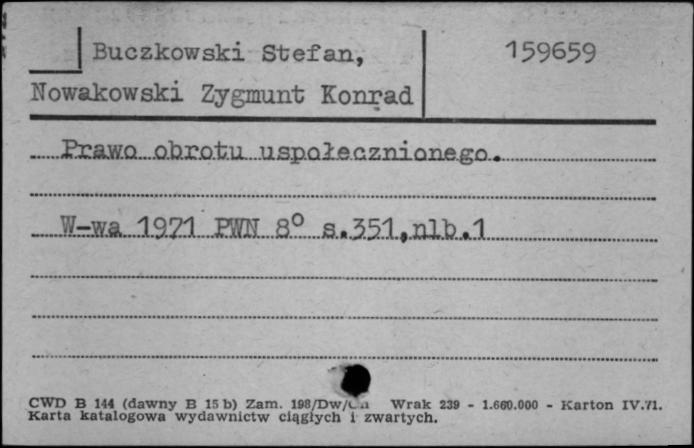 Buczkowski Stefan,
159659
Nowakowski Zygmunt Konrad
Prawo obrotu uspołecznionego.
W-wa 1971 PWN 8° s.351,nlb.1
CWD B 144 (dawny B 15 b) Zam. 198/Dw/ Wrak 239 - 1.660.000 - Karton IV.71.
Karta katalogowa wydawnictw ciągłych i zwartych.